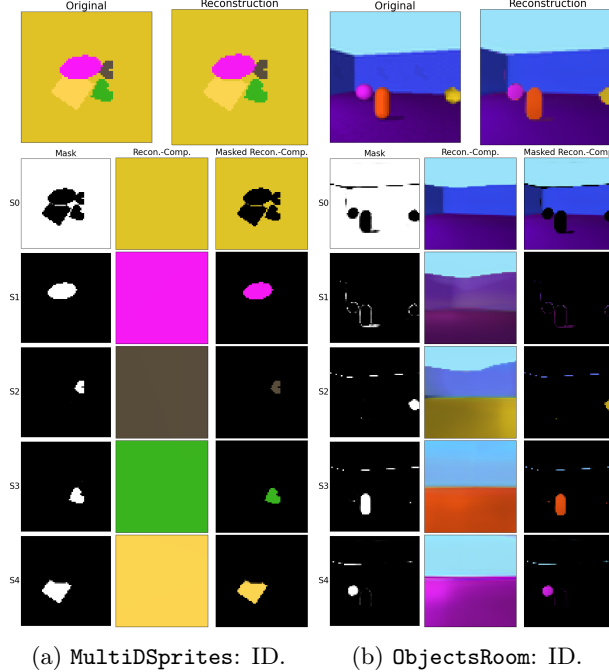 Original Reconstruction Original Reconstruction
Mask Recon.-Comp. Masked Recon.-Comp. Mask Recon.-Comp. Masked Recon.-Comp.
S0 S0
S1 S1
S2 S2
S3 S3
S4 S4
(a) MultiDSprites: ID. (b) ObjectsRoom: ID.